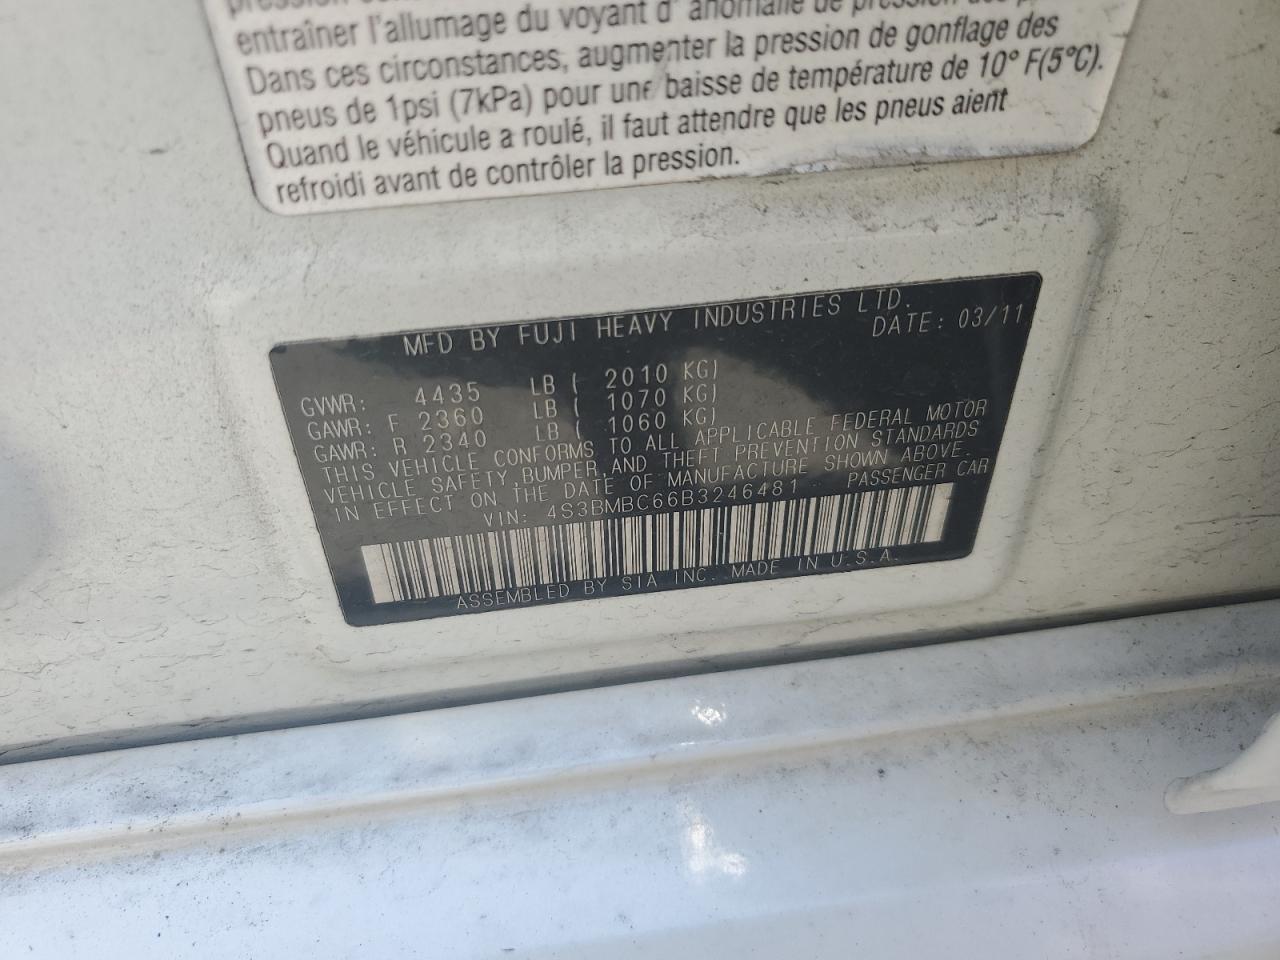 entraîner l'allumage du voyant d'anomalie de pression des
Dans ces circonstances, augmenter la pression de gonflage des
pneus de 1psi (7kPa) pour une baisse de température de 10° F(5°C).
Quand le véhicule a roulé, il faut attendre que les pneus aient
refroidi avant de contrôler la pression.
MFD BY FUJI HEAVY INDUSTRIES LTD.
DATE: 03/11
GVWR: 4435 LB ( 2010 KG)
GAWR: F 2360 LB ( 1070 KG)
GAWR: R 2340 LB ( 1060 KG)
THIS VEHICLE CONFORMS TO ALL APPLICABLE FEDERAL MOTOR
VEHICLE SAFETY,BUMPER,AND THEFT PREVENTION STANDARDS
IN EFFECT ON THE DATE OF MANUFACTURE SHOWN ABOVE.
VIN: 4S3BMBC66B3246481 PASSENGER CAR
ASSEMBLED BY SIA INC. MADE IN U.S.A.